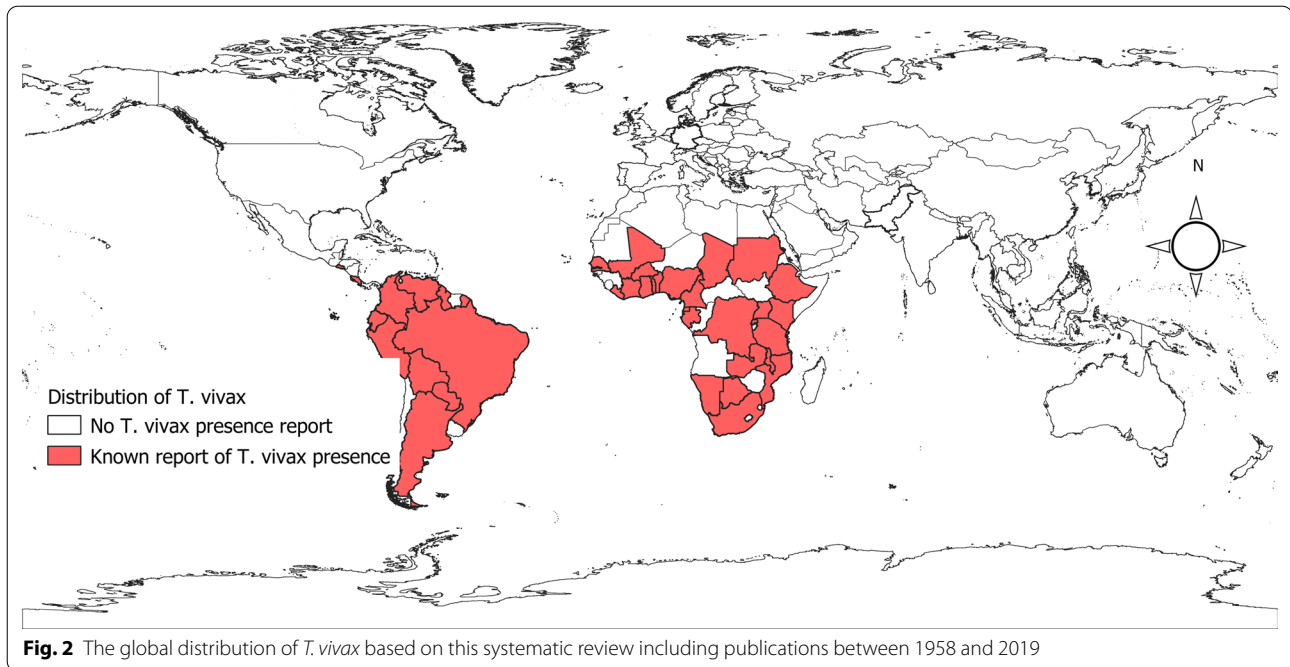 N
Distribution of T. vivax
No T. vivax presence report
Known report of T. vivax presence
Fig. 2 The global distribution of T. vivax based on this systematic review including publications between 1958 and 2019